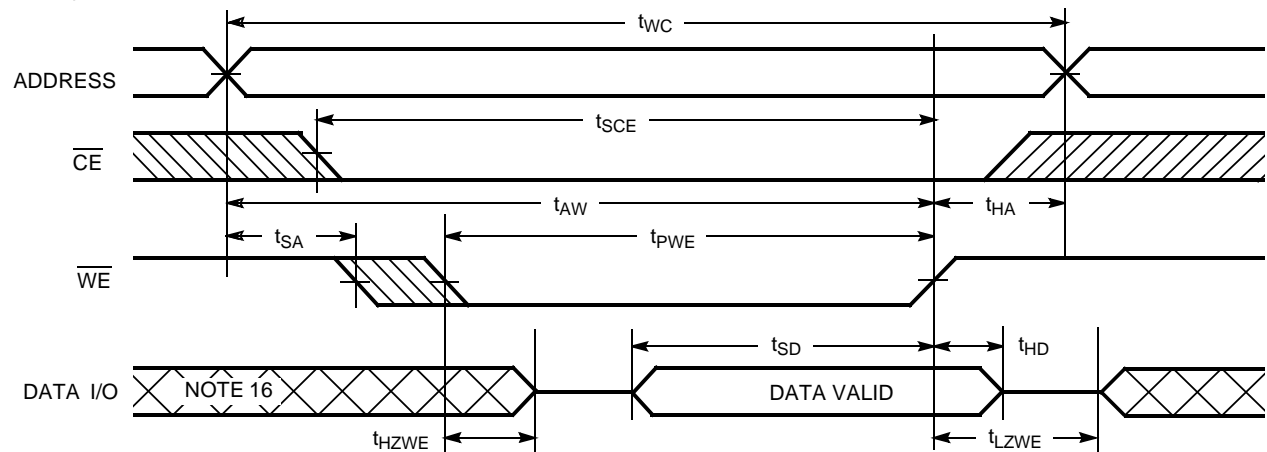 tWC
ADDRESS
tSCE
CE
tAW
tHA
tSA
tPWE
WE
tSD
tHD
DATA I/O
NOTE 16
DATA VALID
tHZWE
tLZWE